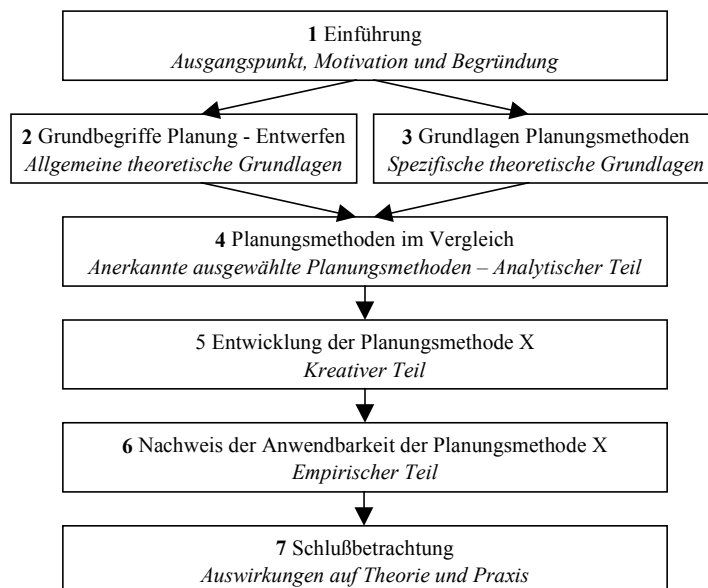 1 Einführung
Ausgangspunkt, Motivation und Begründung
2 Grundbegriffe Planung - Entwerfen
Allgemeine theoretische Grundlagen
3 Grundlagen Planungsmethoden
Spezifische theoretische Grundlagen
4 Planungsmethoden im Vergleich
Anerkannte ausgewählte Planungsmethoden – Analytischer Teil
5 Entwicklung der Planungsmethode X
Kreativer Teil
6 Nachweis der Anwendbarkeit der Planungsmethode X
Empirischer Teil
7 Schlußbetrachtung
Auswirkungen auf Theorie und Praxis